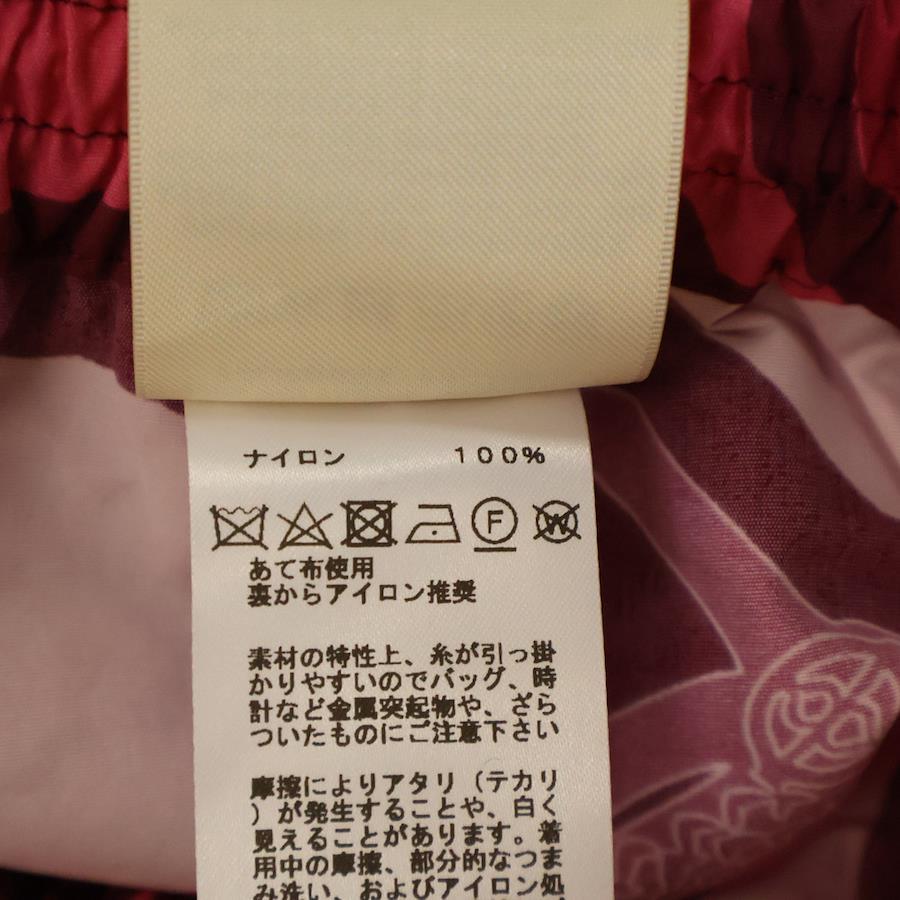 ナイロン 100%
F W
あて布使用
裏からアイロン推奨
素材の特性上、糸が引っ掛
かりやすいのでバッグ、時
計など金属突起物や、ざら
ついたものにご注意下さい
摩擦によりアタリ(テカリ
)が発生することや、白く
見えることがあります。着
用中の摩擦、部分的なつま
み洗い、およびアイロン処